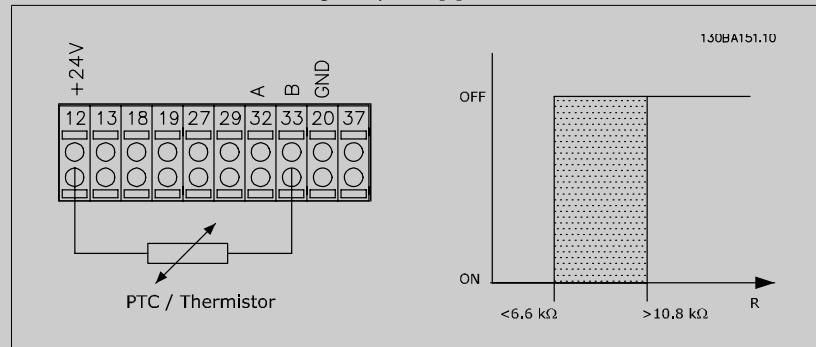 130BA151.10
+24V
A
B
GND
12 13 18 19 27 29 32 33 20 37
PTC / Thermistor
OFF
ON
R
<6.6 kΩ
>10.8 kΩ